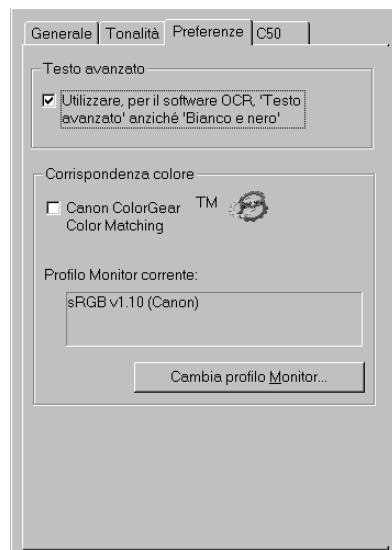 Generale Tonalità Preferenze C50
Testo avanzato
Utilizzare, per il software OCR, 'Testo
avanzato' anziché 'Bianco e nero'
Corrispondenza colore
Canon ColorGear TM
Color Matching
Profilo Monitor corrente:
sRGB v1.10 (Canon)
Cambia profilo Monitor...